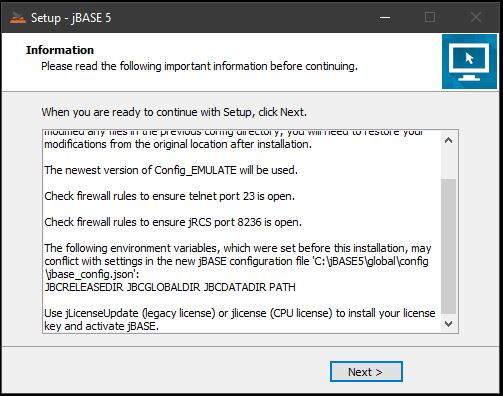 Setup - jBASE 5
Information
Please read the following important information before continuing.
When you are ready to continue with Setup, click Next.
modified any files in the previous config directory, you will need to restore your
modifications from the original location after installation.
The newest version of Config_EMULATE will be used.
Check firewall rules to ensure telnet port 23 is open.
Check firewall rules to ensure jRCS port 8236 is open.
The following environment variables, which were set before this installation, may
conflict with settings in the new jBASE configuration file 'C:\jBASE5\global\config
\jbase_config.json':
JBCRELEASEDIR JBCGLOBALDIR JBCDATADIR PATH
Use jLicenseUpdate (legacy license) or jlicense (CPU license) to install your license
key and activate jBASE.
Next >